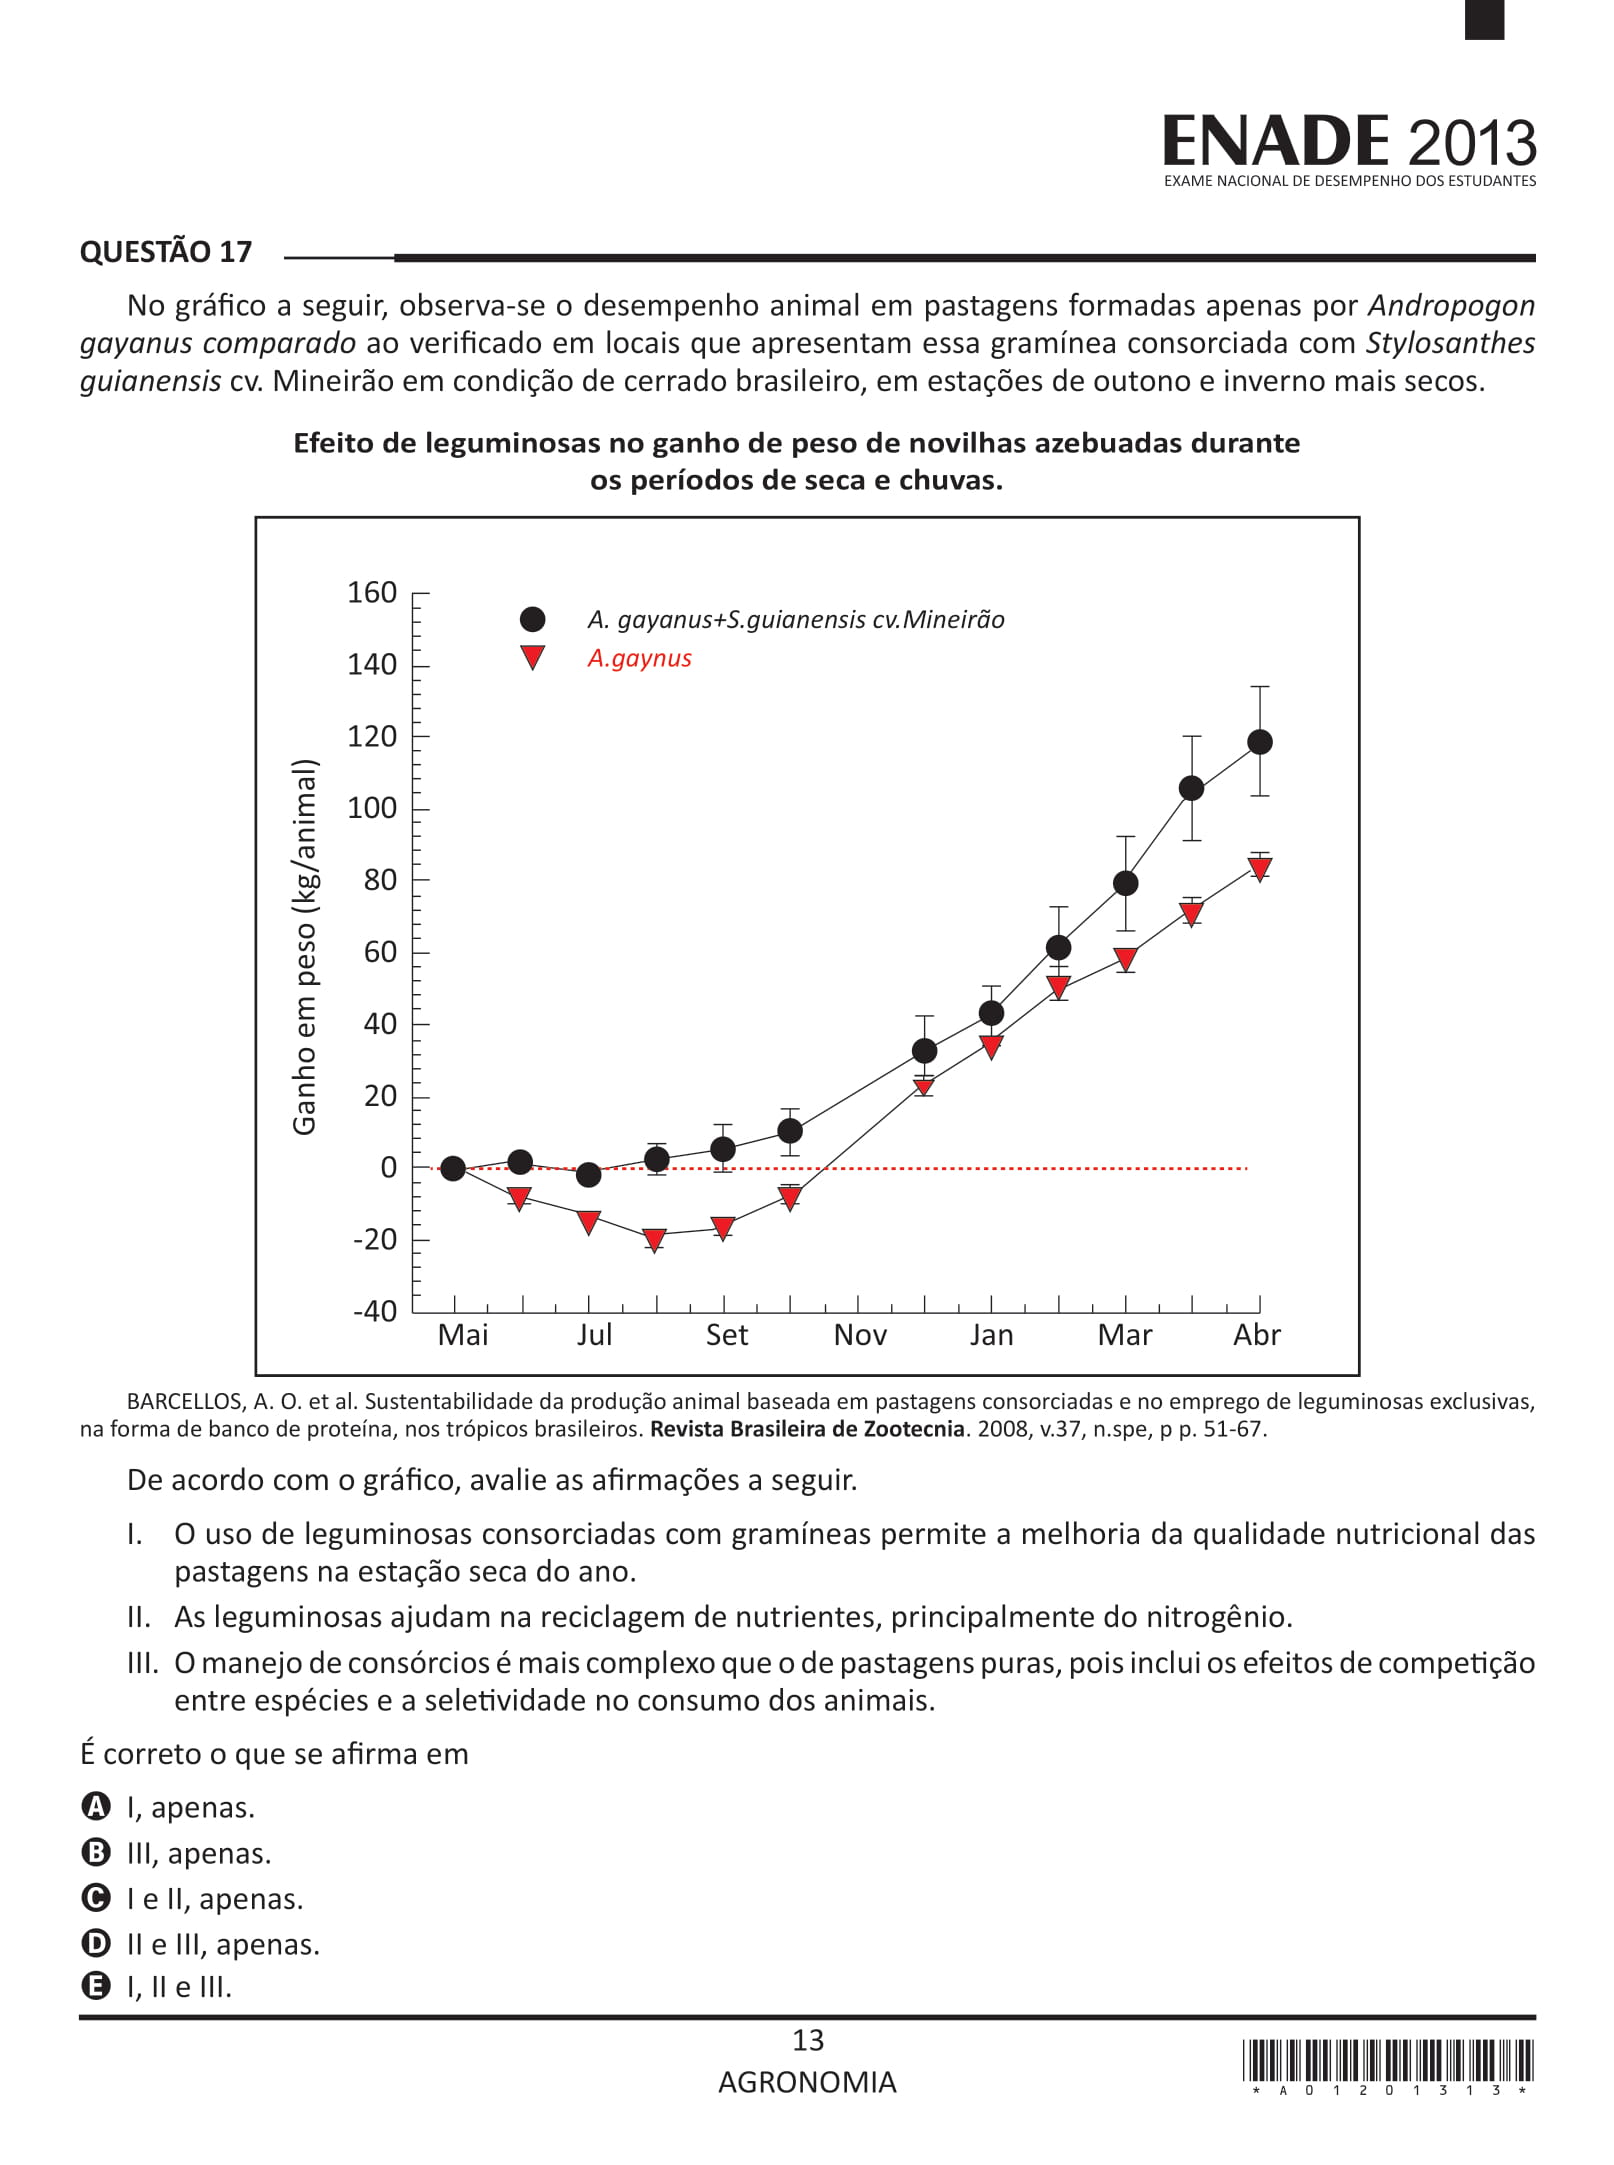 ENADE 2013
EXAME NACIONAL DE DESEMPENHO DOS ESTUDANTES
QUESTÃO 17
No gráfico a seguir, observa-se o desempenho animal em pastagens formadas apenas por Andropogon
gayanus comparado ao verificado em locais que apresentam essa gramínea consorciada com Stylosanthes
guianensis cv. Mineirão em condição de cerrado brasileiro, em estações de outono e inverno mais secos.
Efeito de leguminosas no ganho de peso de novilhas azebuadas durante
os períodos de seca e chuvas.
160
140
120
100
80
60
40
20
0
-20
-40
Ganho em peso (kg/animal)
A. gayanus+S.guianensis cv.Mineirão
A.gaynus
Mai Jul Set Nov Jan Mar Abr
BARCELLOS, A. O. et al. Sustentabilidade da produção animal baseada em pastagens consorciadas e no emprego de leguminosas exclusivas,
na forma de banco de proteína, nos trópicos brasileiros. Revista Brasileira de Zootecnia. 2008, v.37, n.spe, p p. 51-67.
De acordo com o gráfico, avalie as afirmações a seguir.
I. O uso de leguminosas consorciadas com gramíneas permite a melhoria da qualidade nutricional das
pastagens na estação seca do ano.
II. As leguminosas ajudam na reciclagem de nutrientes, principalmente do nitrogênio.
III. O manejo de consórcios é mais complexo que o de pastagens puras, pois inclui os efeitos de competição
entre espécies e a seletividade no consumo dos animais.
É correto o que se afirma em
A I, apenas.
B III, apenas.
C I e II, apenas.
D II e III, apenas.
E I, II e III.
13
AGRONOMIA
* A 0 1 2 0 1 3 1 3 *